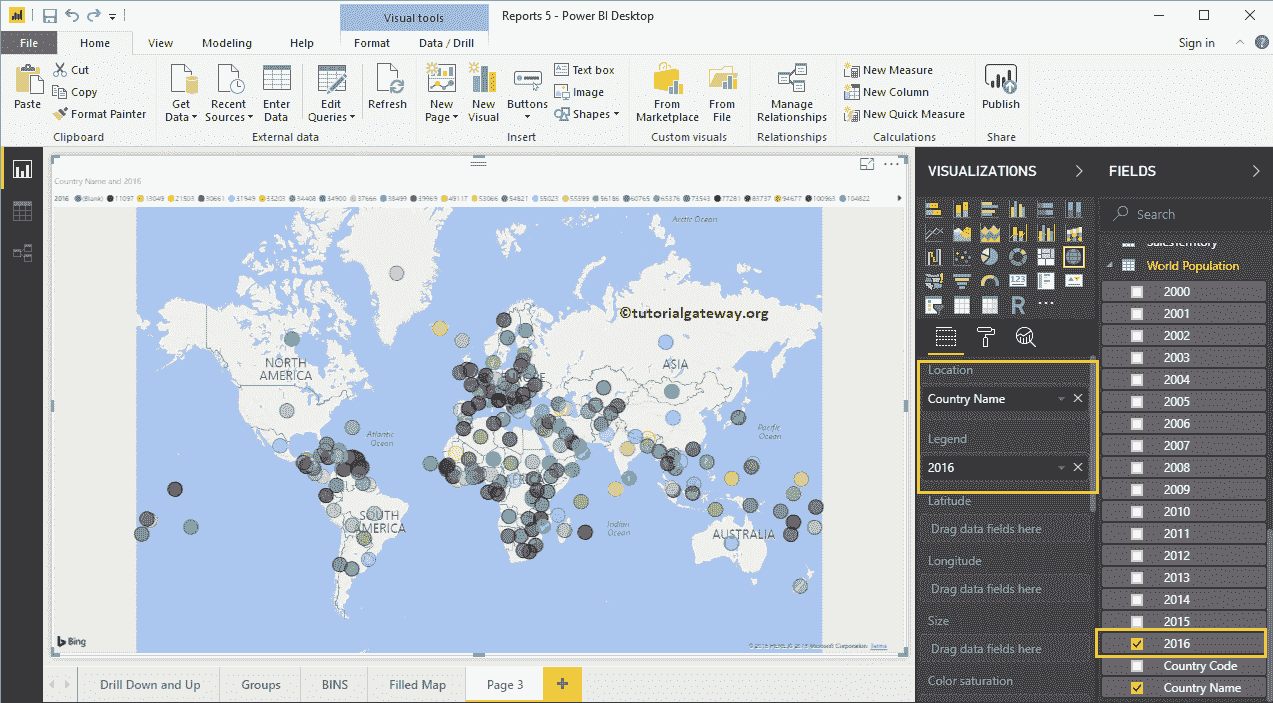 Reports 5 - Power BI Desktop
Visual tools
File
Home
View
Modeling
Help
Format
Data / Drill
Sign in
Paste
Cut
Copy
Format Painter
Clipboard
Get Data
Recent Sources
Enter Data
Edit Queries
Refresh
External data
New Page
New Visual
Buttons
Text box
Image
Shapes
Insert
From Marketplace
From File
Custom visuals
Manage Relationships
Relationships
New Measure
New Column
New Quick Measure
Calculations
Publish
Share
Country Name and 2016
2016 (Blank) 11097 13049 21503 30661 31949 33203 34408 34900 37666 38499 39969 49117 53066 54821 55023 55599 56186 60765 65376 73543 77281 83737 94677 100963 104822
Arctic Ocean
©tutorialgateway.org
NORTH
AMERICA
ASIA
Atlantic
Ocean
Pacific
Ocean
SOUTH
AMERICA
Indian
Ocean
AUSTRALIA
Bing
Microsoft Corporation Terms
Drill Down and Up
Groups
BINS
Filled Map
Page 3
VISUALIZATIONS
Location
Country Name
Legend
2016
Latitude
Drag data fields here
Longitude
Drag data fields here
Size
Drag data fields here
Color saturation
FIELDS
Search
SalesTerritory
World Population
2000
2001
2002
2003
2004
2005
2006
2007
2008
2009
2010
2011
2012
2013
2014
2015
2016
Country Code
Country Name